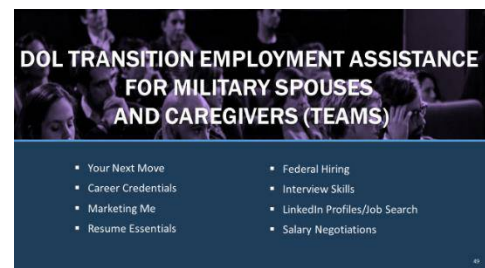 DOL TRANSITION EMPLOYMENT ASSISTANCE
FOR MILITARY SPOUSES
AND CAREGIVERS (TEAMS)
▪ Your Next Move
▪ Career Credentials
▪ Marketing Me
▪ Resume Essentials
▪ Federal Hiring
▪ Interview Skills
▪ LinkedIn Profiles/Job Search
▪ Salary Negotiations
49